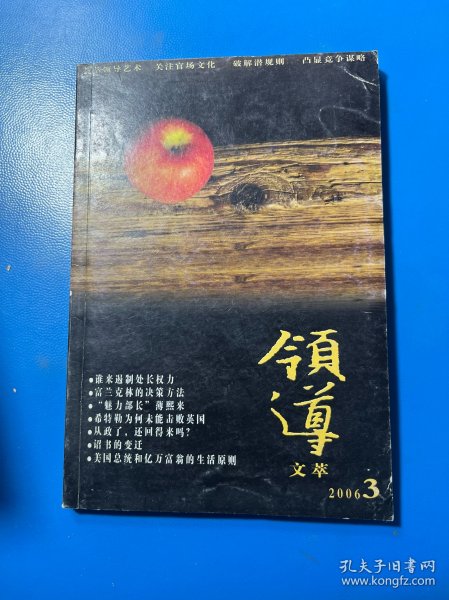 领导艺术 关注官场文化 破解潜规则 凸显竞争谋略
領導
文萃
●谁来遏制处长权力
●富兰克林的决策方法
●“魅力部长”薄熙来
●希特勒为何未能击败英国
●从政了，还回得来吗?
●诏书的变迁
●美国总统和亿万富翁的生活原则
2006 3
孔夫子旧书网
www.kongfz.com